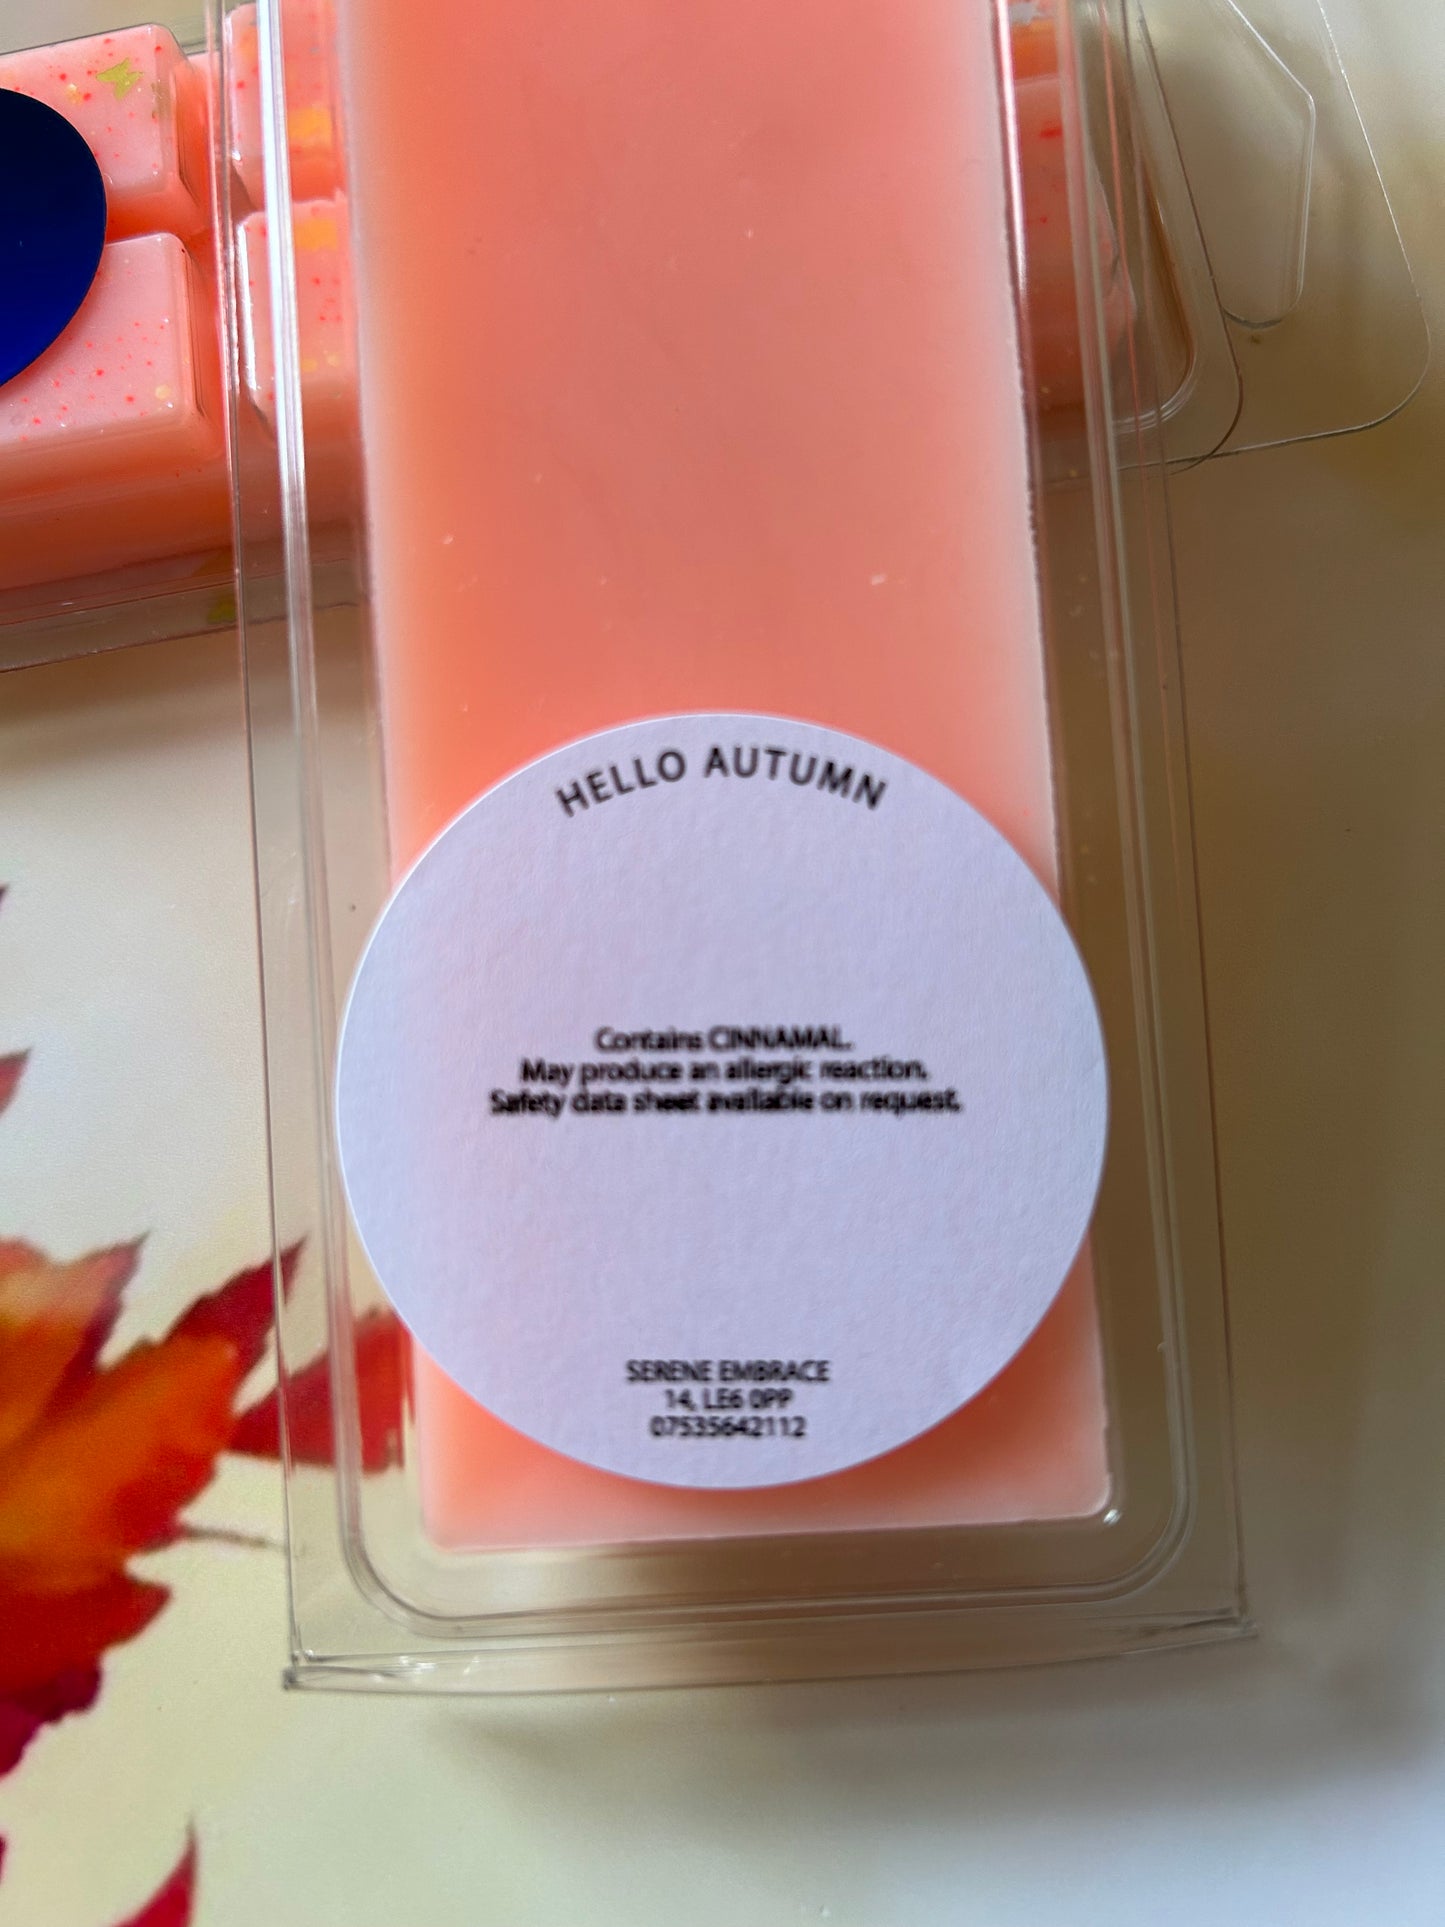 HELLO AUTUMN
Contains CINNAMAL.
May produce an allergic reaction.
Safety data sheet available on request.
SERENE EMBRACE
14, LE6 0PP
07535642112